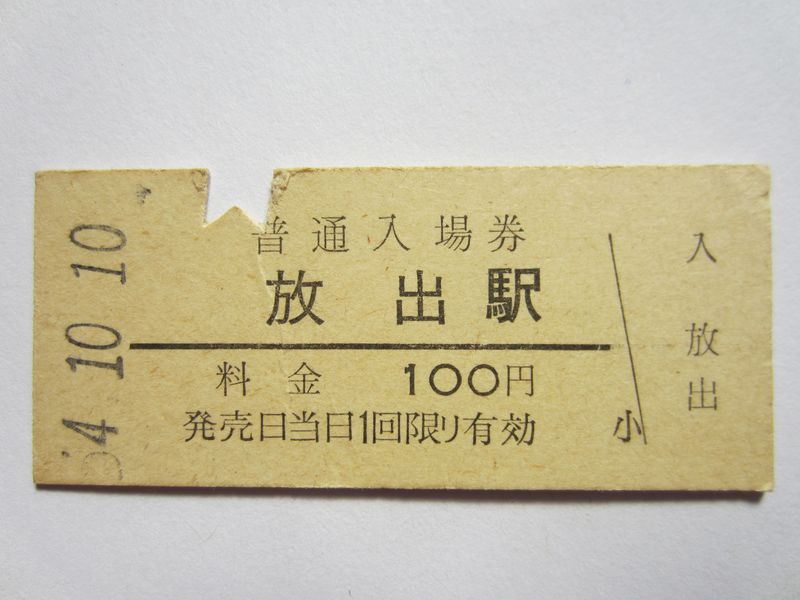 54 10 10
普通入場券
放出駅
料金 100円
発売日当日1回限り有効
小
入
放出